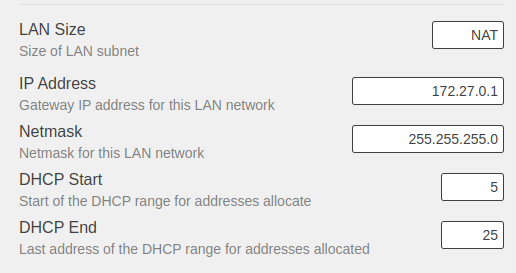 LAN Size
NAT
Size of LAN subnet
IP Address
172.27.0.1
Gateway IP address for this LAN network
Netmask
255.255.255.0
Netmask for this LAN network
DHCP Start
5
Start of the DHCP range for addresses allocate
DHCP End
25
Last address of the DHCP range for addresses allocated